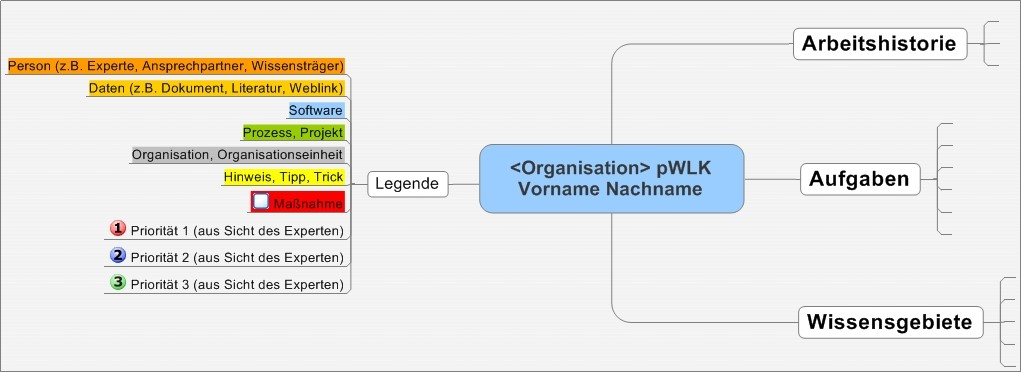 Person (z.B. Experte, Ansprechpartner, Wissensträger)
Daten (z.B. Dokument, Literatur, Weblink)
Software
Prozess, Projekt
Organisation, Organisationseinheit
Hinweis, Tipp, Trick
Maßnahme
1 Priorität 1 (aus Sicht des Experten)
2 Priorität 2 (aus Sicht des Experten)
3 Priorität 3 (aus Sicht des Experten)
Legende
<Organisation> pWLK
Vorname Nachname
Arbeitshistorie
Aufgaben
Wissensgebiete